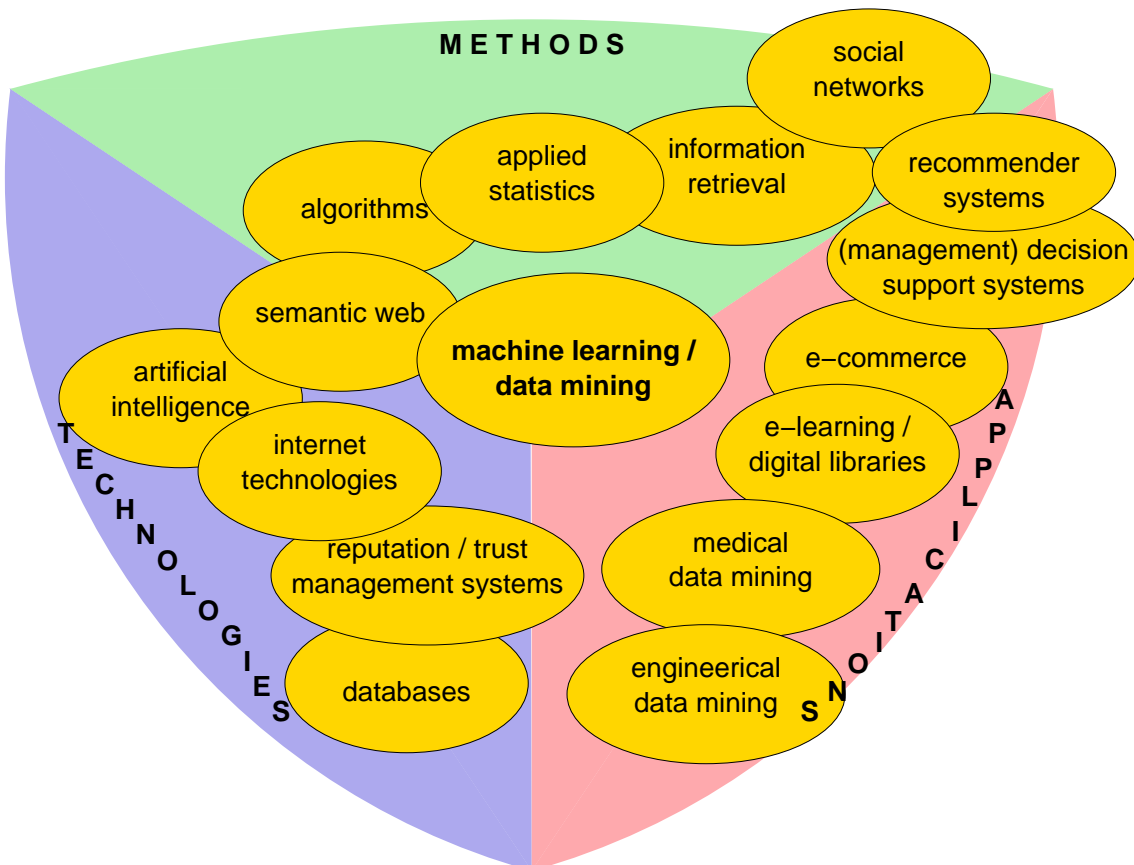 METHODS
social
networks
applied
statistics
information
retrieval
recommender
systems
algorithms
(management) decision
support systems
semantic web
machine learning /
data mining
e−commerce
artificial
intelligence
internet
technologies
e−learning /
digital libraries
reputation / trust
management systems
medical
data mining
databases
engineerical
data mining
TECHNOLOGIES
APPLICATIONS